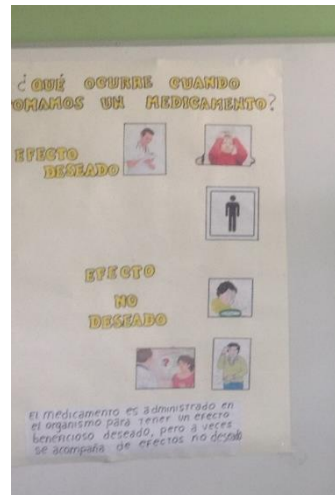 ¿QUÉ OCURRE CUANDO
TOMAMOS UN MEDICAMENTO?
EFECTO
DESEADO
EFECTO
NO
DESEADO
El medicamento es administrado en
el organismo para tener un efecto
beneficioso deseado, pero a veces
se acompaña de efectos no deseado